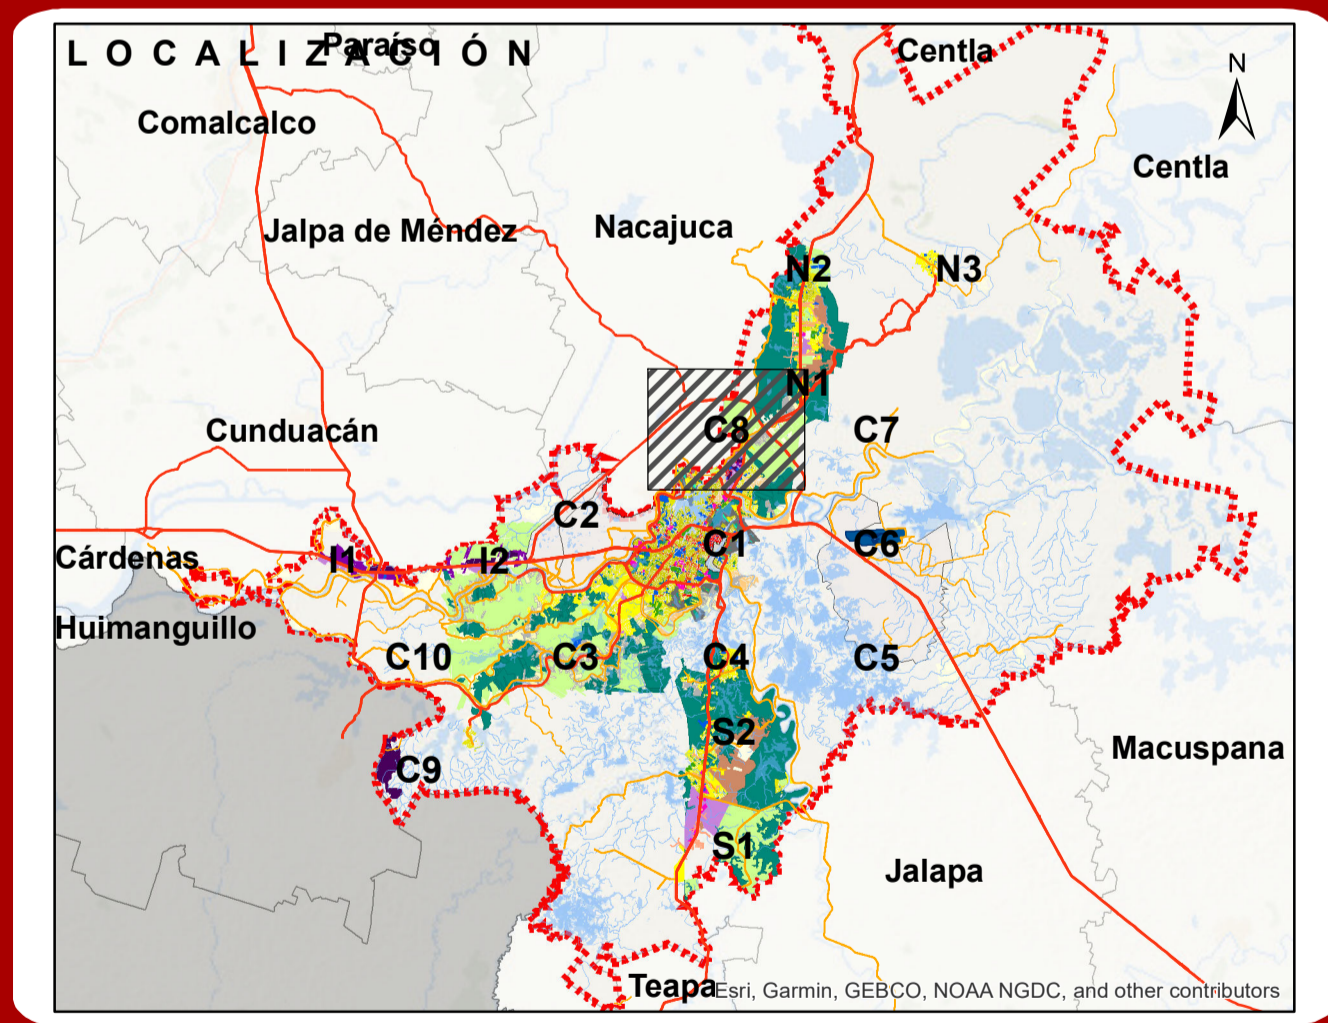 LOCALIZACIÓN
Paraíso
Centla
N
Comalcalco
Centla
Jalpa de Méndez
Nacajuca
N2
N3
N1
Cunduacán
C8
C7
C2
Cárdenas
I1
I2
C1
C6
Huimanguillo
C10
C3
C4
C5
S2
Macuspana
C9
S1
Jalapa
Teapa
Esri, Garmin, GEBCO, NOAA NGDC, and other contributors